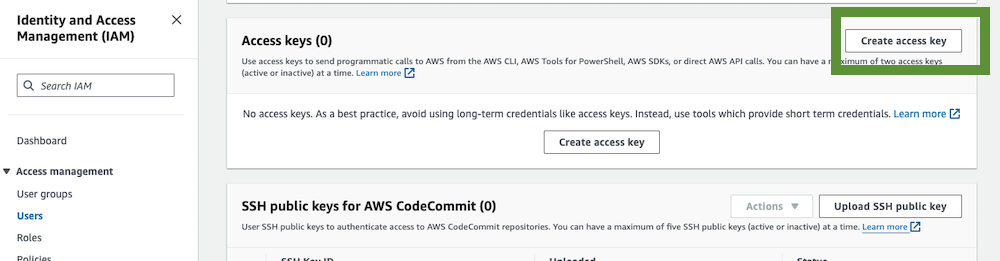 Identity and Access
Management (IAM)
Search IAM
Dashboard
Access management
User groups
Users
Roles
Policies
Access keys (0)
Create access key
Use access keys to send programmatic calls to AWS from the AWS CLI, AWS Tools for PowerShell, AWS SDKs, or direct AWS API calls. You can have a maximum of two access keys
(active or inactive) at a time. Learn more
No access keys. As a best practice, avoid using long-term credentials like access keys. Instead, use tools which provide short term credentials. Learn more
Create access key
SSH public keys for AWS CodeCommit (0)
Actions
Upload SSH public key
User SSH public keys to authenticate access to AWS CodeCommit repositories. You can have a maximum of five SSH public keys (active or inactive) at a time. Learn more
SSH Key ID
Uploaded
Status